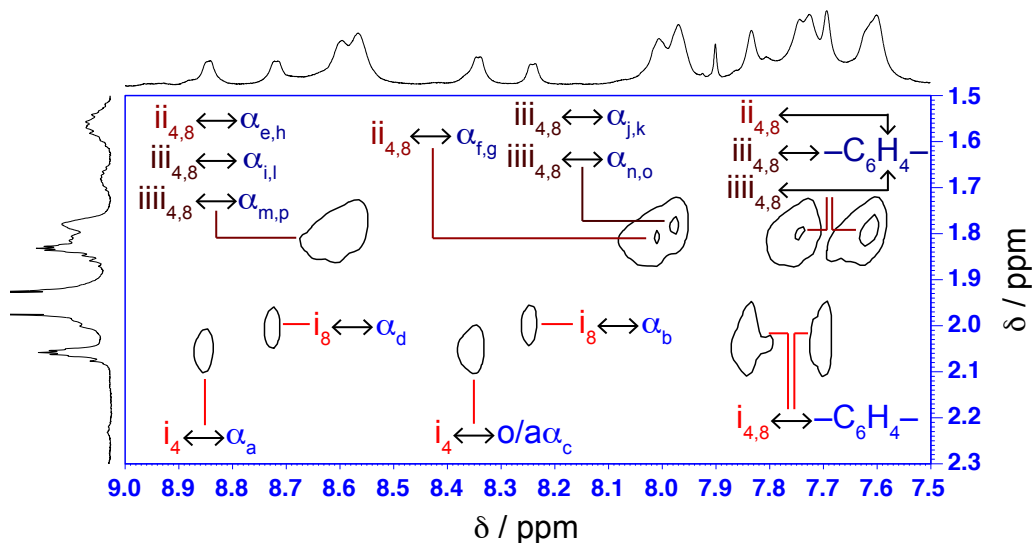 ii4,8 ↔ αe,h
iii4,8 ↔ αi,l
iiii4,8 ↔ αm,p
ii4,8 ↔ αf,g
iii4,8 ↔ αj,k
iiii4,8 ↔ αn,o
ii4,8
iii4,8 ↔ –C6H4–
iiii4,8
i8 ↔ αd
i8 ↔ αb
i4 ↔ αa
i4 ↔ o/aαc
i4,8 ↔ –C6H4–
1.5
1.6
1.7
1.8
1.9
2.0
2.1
2.2
2.3
δ / ppm
9.0 8.9 8.8 8.7 8.6 8.5 8.4 8.3 8.2 8.1 8.0 7.9 7.8 7.7 7.6 7.5
δ / ppm